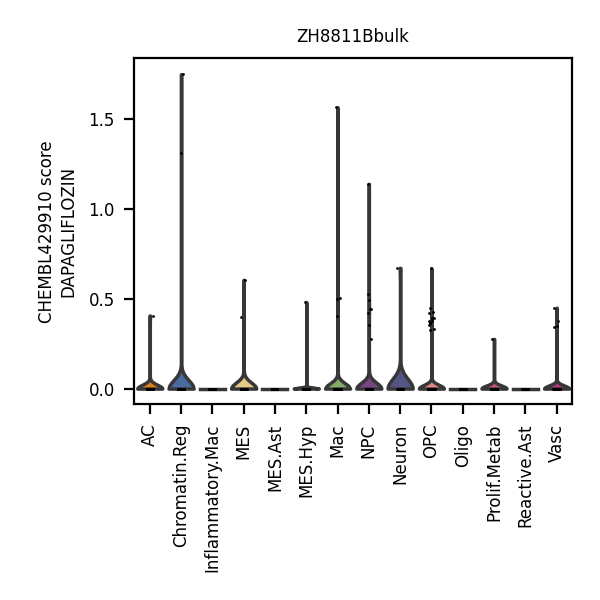 ZH8811Bbulk
CHEMBL429910 score
DAPAGLIFLOZIN
1.5
1.0
0.5
0.0
AC
Chromatin.Reg
Inflammatory.Mac
MES
MES.Ast
MES.Hyp
Mac
NPC
Neuron
OPC
Oligo
Prolif.Metab
Reactive.Ast
Vasc